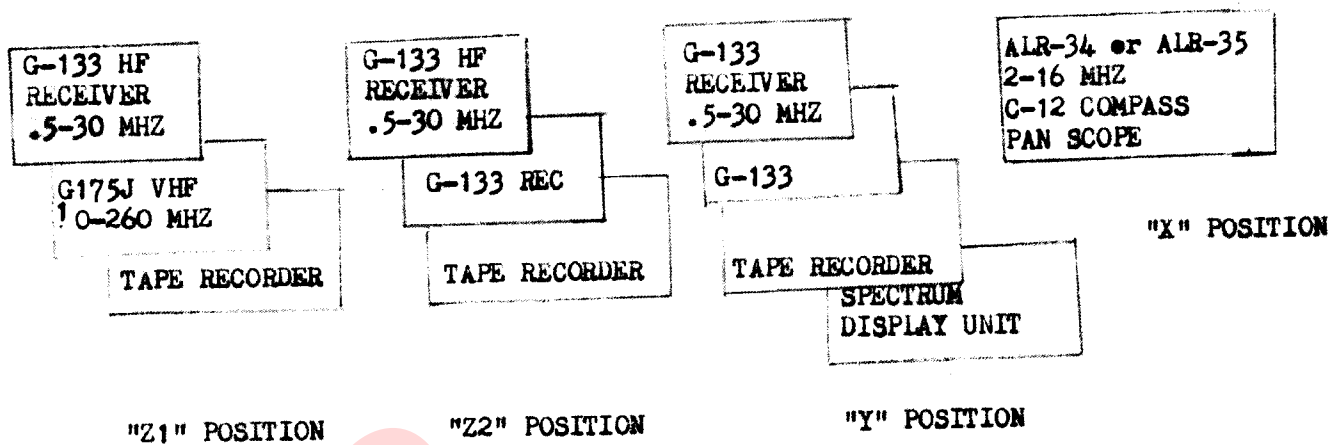 G-133 HF
RECEIVER
.5-30 MHZ
G175J VHF
0-260 MHZ
TAPE RECORDER
"Z1" POSITION
G-133 HF
RECEIVER
.5-30 MHZ
G-133 REC
TAPE RECORDER
"Z2" POSITION
G-133
RECEIVER
.5-30 MHZ
G-133
TAPE RECORDER
SPECTRUM
DISPLAY UNIT
"Y" POSITION
ALR-34 or ALR-35
2-16 MHZ
C-12 COMPASS
PAN SCOPE
"X" POSITION